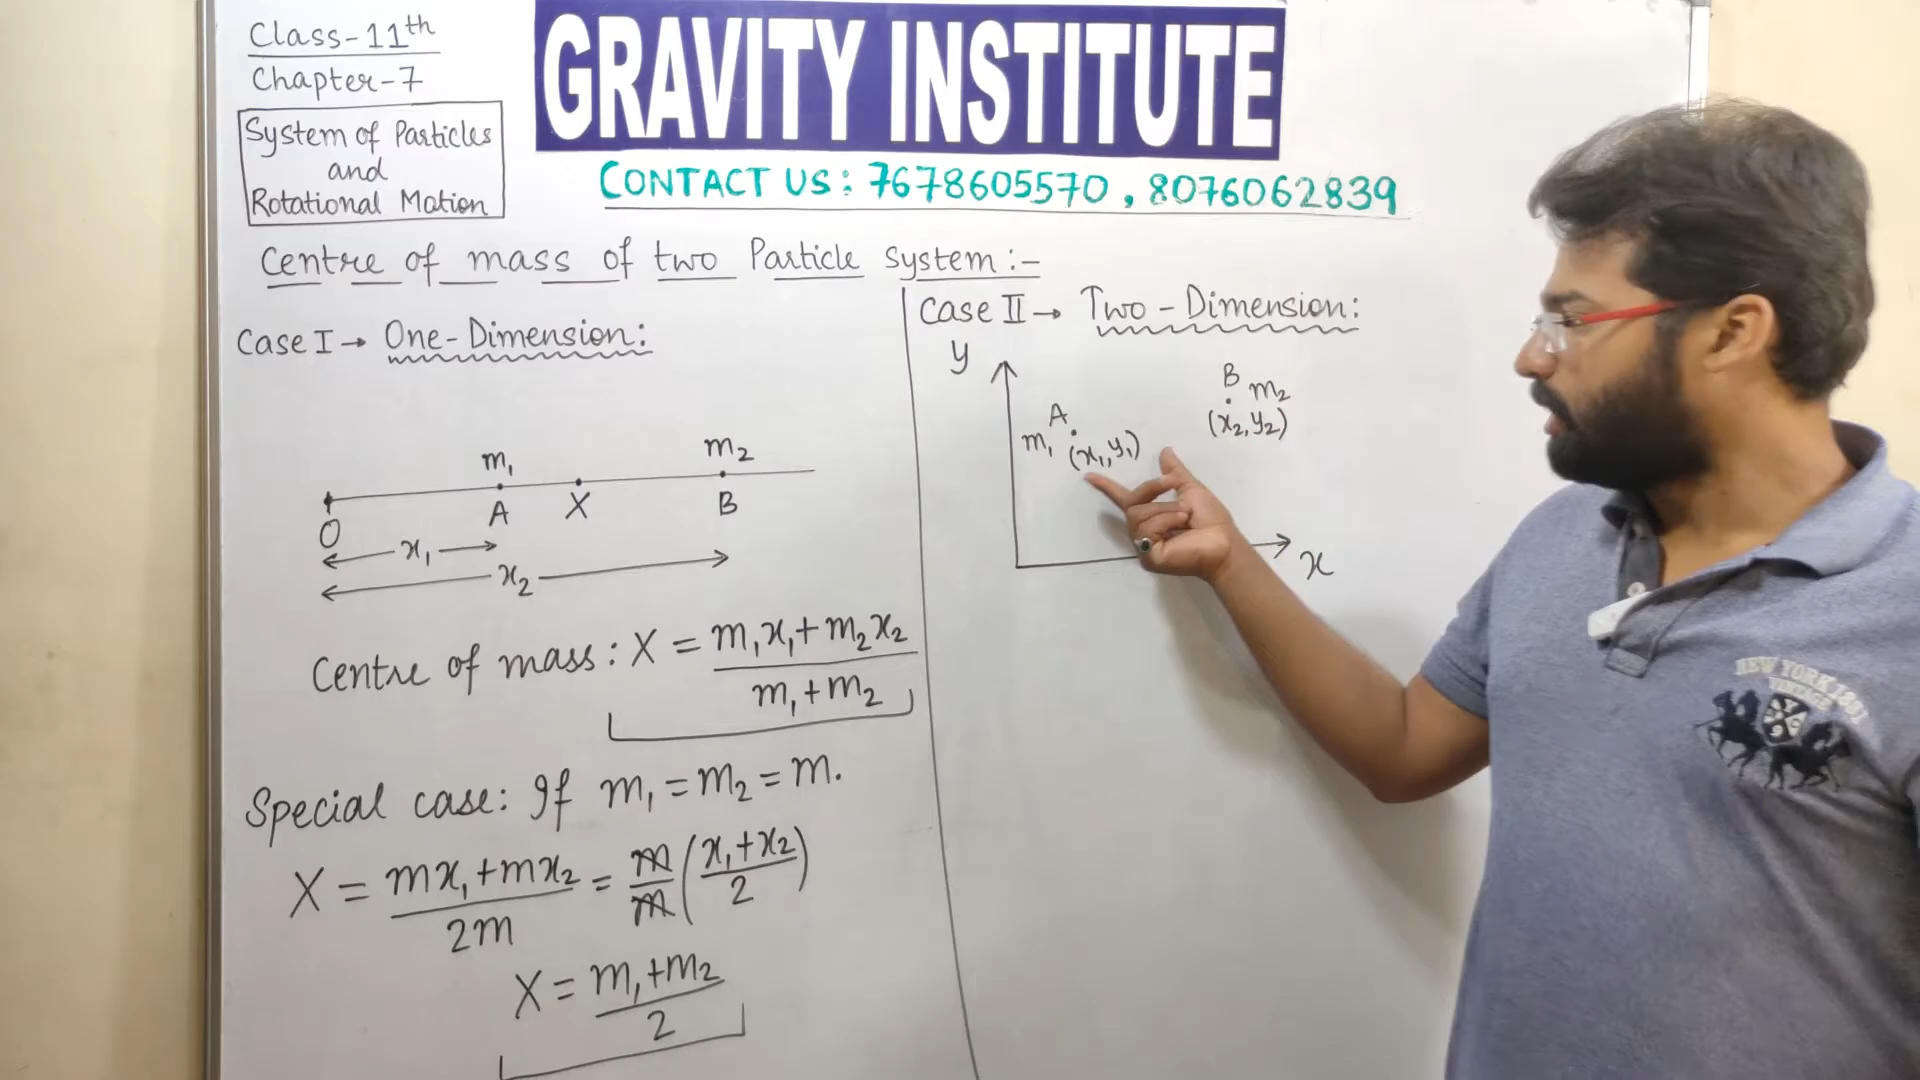 Class-11th
Chapter-7
System of Particles
and
Rotational Motion
GRAVITY INSTITUTE
CONTACT US: 7678605570, 8076062839
Centre of mass of two Particle System:-
Case I → One-Dimension:
m₁ m₂
O A X B
x₁
x₂
Centre of mass: X = (m₁x₁+m₂x₂)/(m₁+m₂)
Special case: If m₁=m₂=m.
X = (mx₁+mx₂)/2m = m/m((x₁+x₂)/2)
X = (m₁+m₂)/2
Case II → Two-Dimension:
y
B m₂
(x₂,y₂)
A
m₁ (x₁,y₁)
x
NEW YORK 1881
VINTAGE